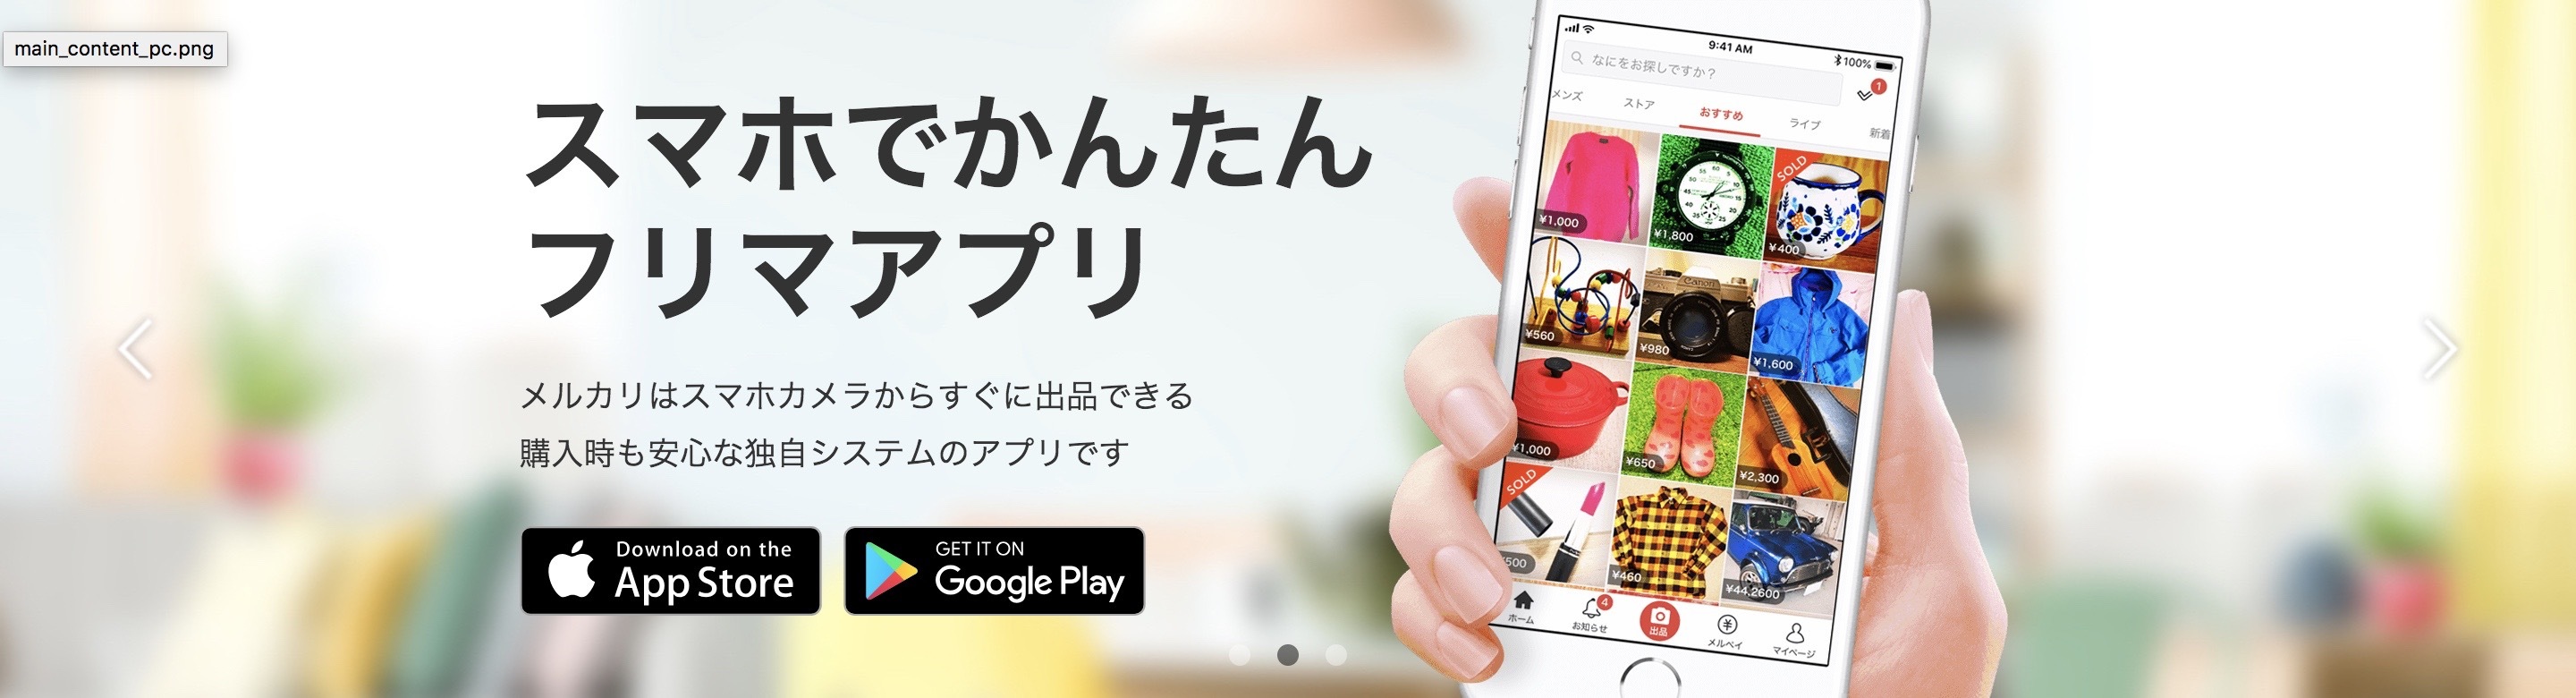 main_content_pc.png
スマホでかんたん
フリマアプリ
メルカリはスマホカメラからすぐに出品できる
購入時も安心な独自システムのアプリです
Download on the
App Store
GET IT ON
Google Play
9:41 AM
100%
なにをお探しですか？
1
メンズ ストア おすすめ ライブ 新着
SOLD
¥1,000 ¥1,800 ¥400
Canon
¥560 ¥980 ¥1,600
¥1,000 ¥650 ¥2,300
SOLD
¥500 ¥460 ¥44,2600
4
ホーム お知らせ 出品 メルペイ マイページ